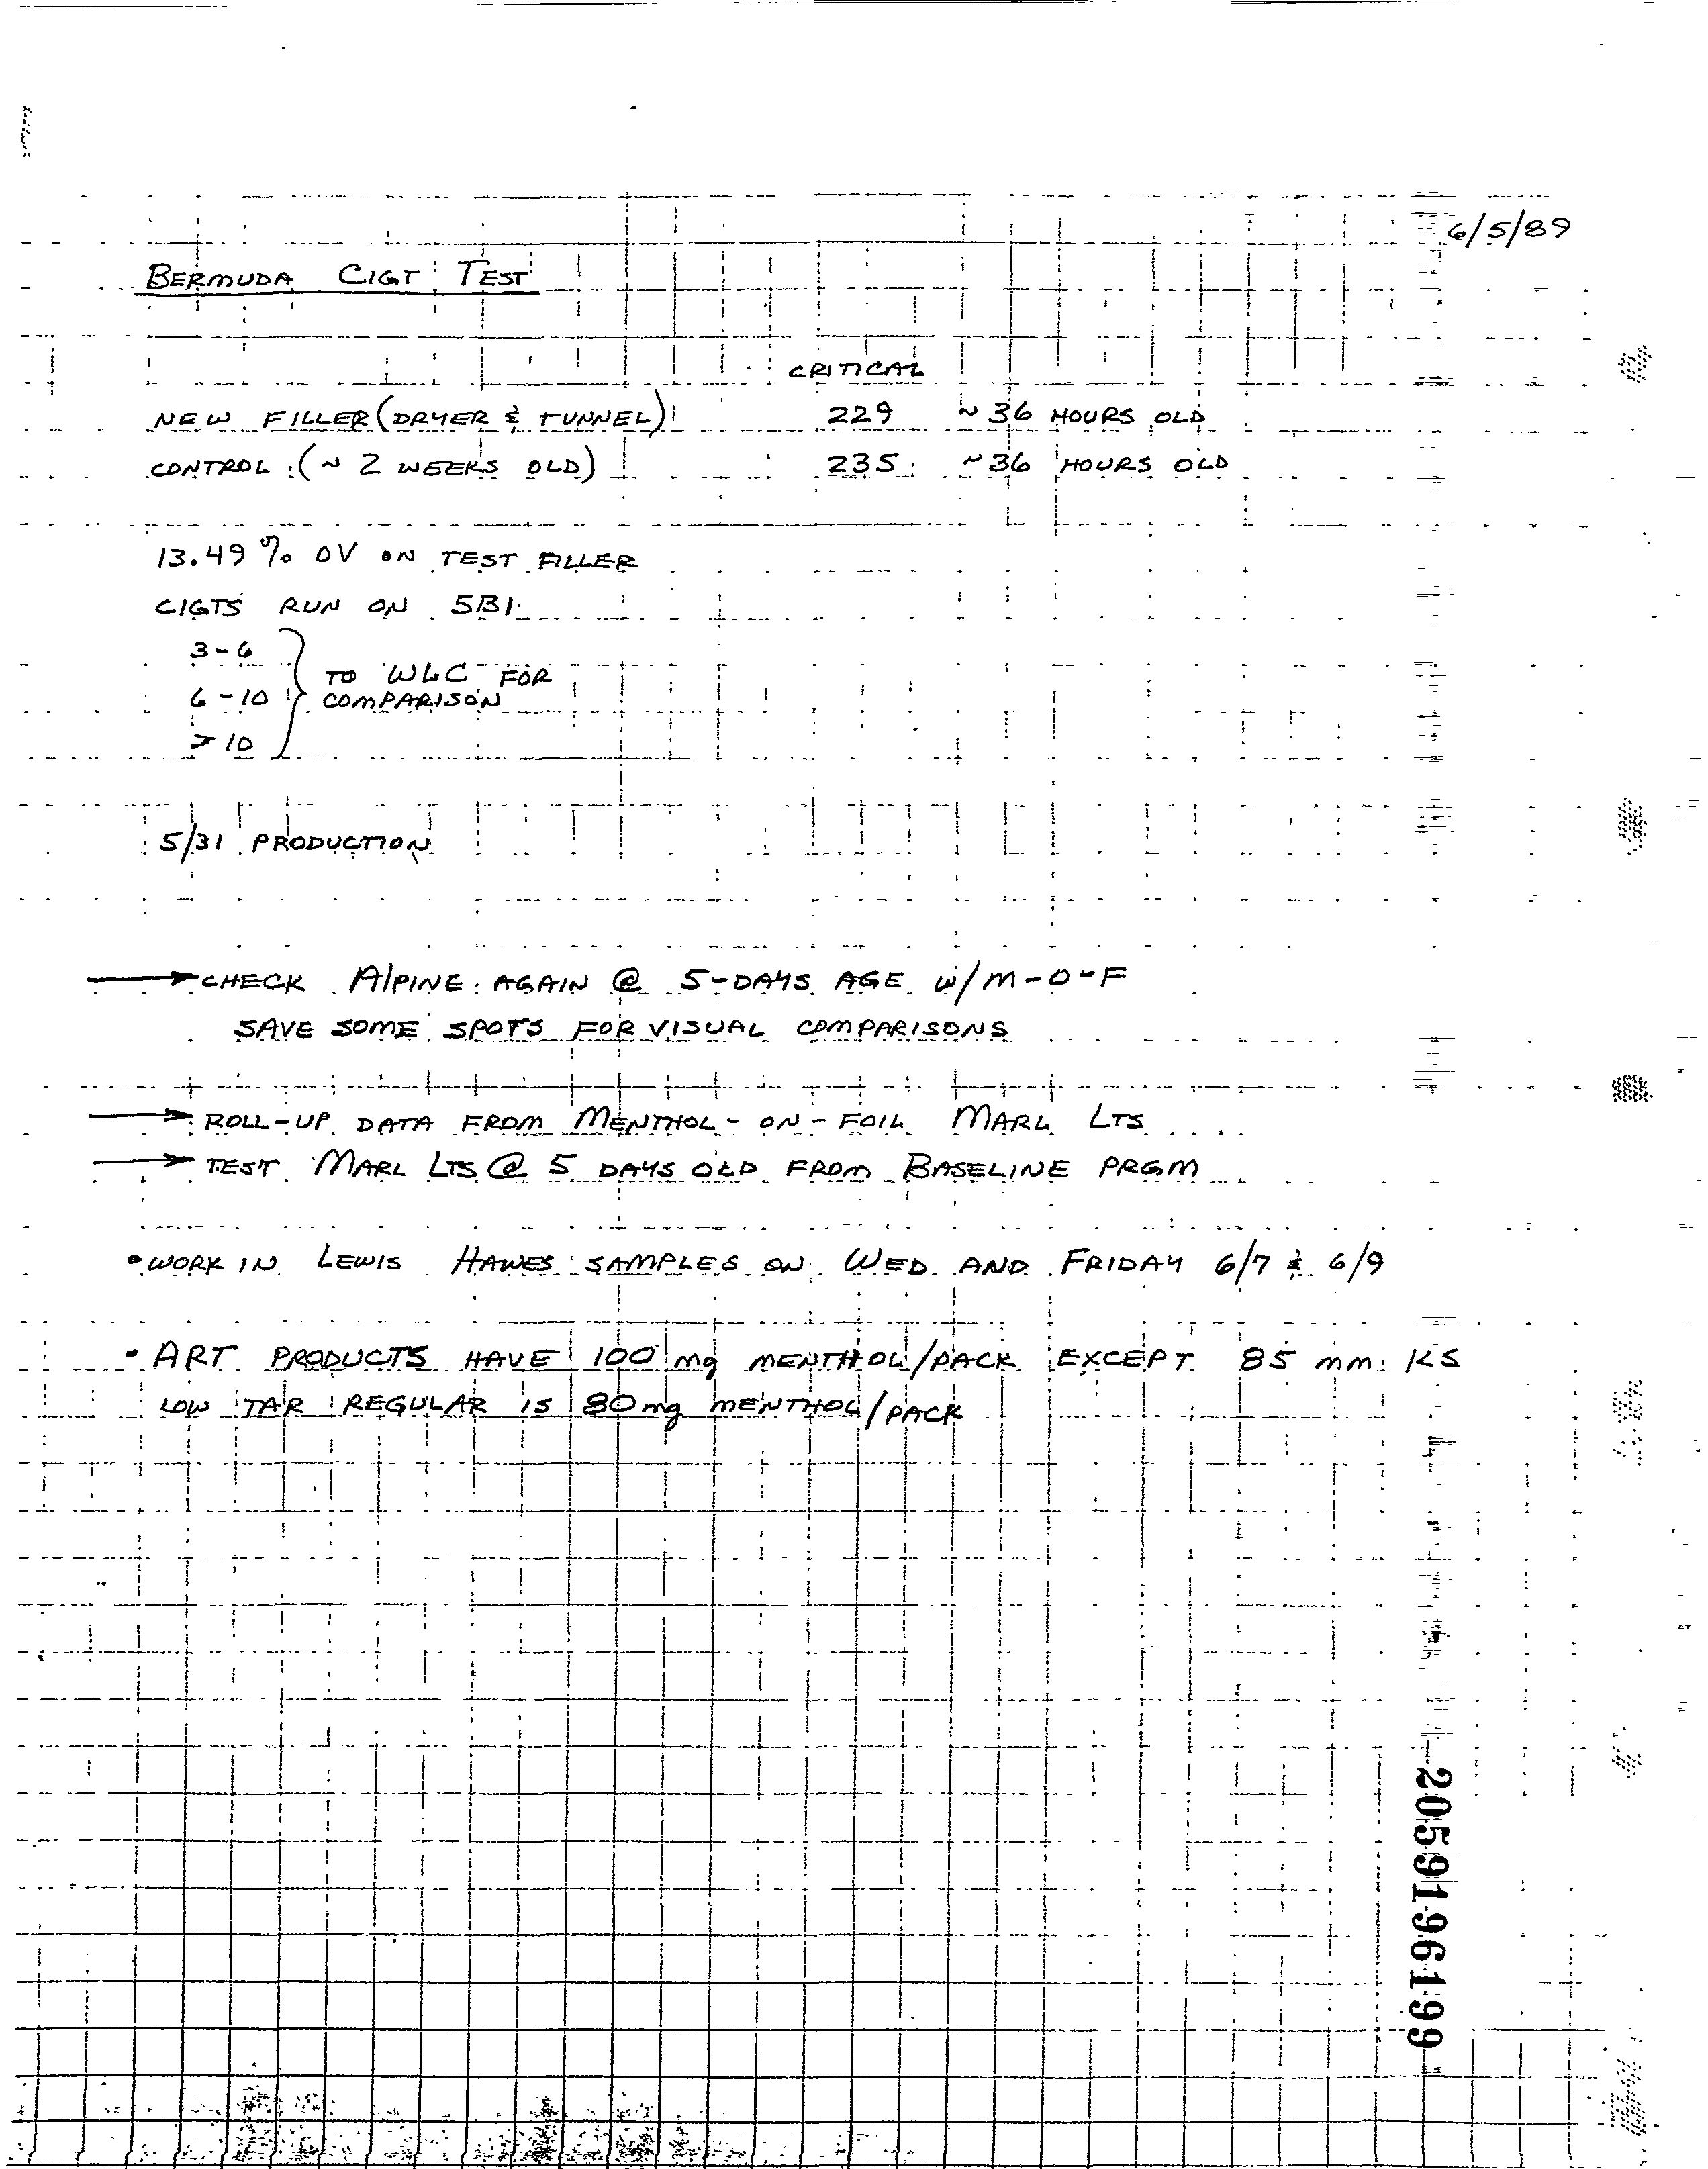 6/5/89
BERMUDA CIGT TEST
CRITICAL
NEW FILLER (DRYER & TUNNEL) 229 ~ 36 HOURS OLD
CONTROL (~ 2 WEEKS OLD) 235 ~36 HOURS OLD
13.49 % OV ON TEST FILLER
CIGTS RUN ON 5B1
3-6
6-10
>10
TO WLC FOR
COMPARISON
5/31 PRODUCTION
→ CHECK AlPINE AGAIN @ 5-DAYS AGE w/ M-O-F
SAVE SOME SPOTS FOR VISUAL COMPARISONS
→ ROLL-UP DATA FROM MENTHOL-ON-FOIL MARL LTS
→ TEST MARL LTS @ 5 DAYS OLD FROM BASELINE PRGM
• WORK IN LEWIS HAWES SAMPLES ON WED AND FRIDAY 6/7 & 6/9
• ART PRODUCTS HAVE 100 mg MENTHOL/PACK EXCEPT 85 mm KS
LOW TAR REGULAR IS 80mg MENTHOL/PACK
2059196199